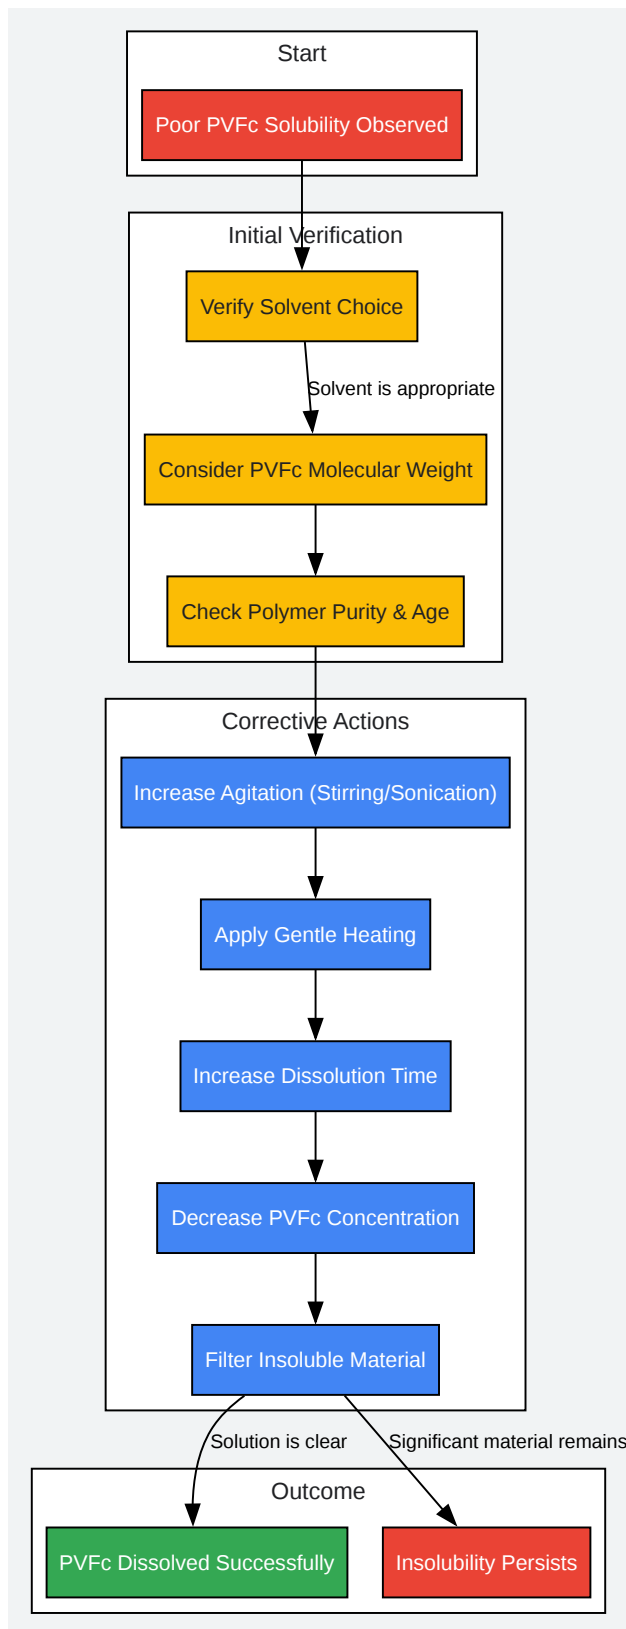 Start
Poor PVFc Solubility Observed
Initial Verification
Verify Solvent Choice
Solvent is appropriate
Consider PVFc Molecular Weight
Check Polymer Purity & Age
Corrective Actions
Increase Agitation (Stirring/Sonication)
Apply Gentle Heating
Increase Dissolution Time
Decrease PVFc Concentration
Filter Insoluble Material
Solution is clear
Significant material remains
Outcome
PVFc Dissolved Successfully
Insolubility Persists